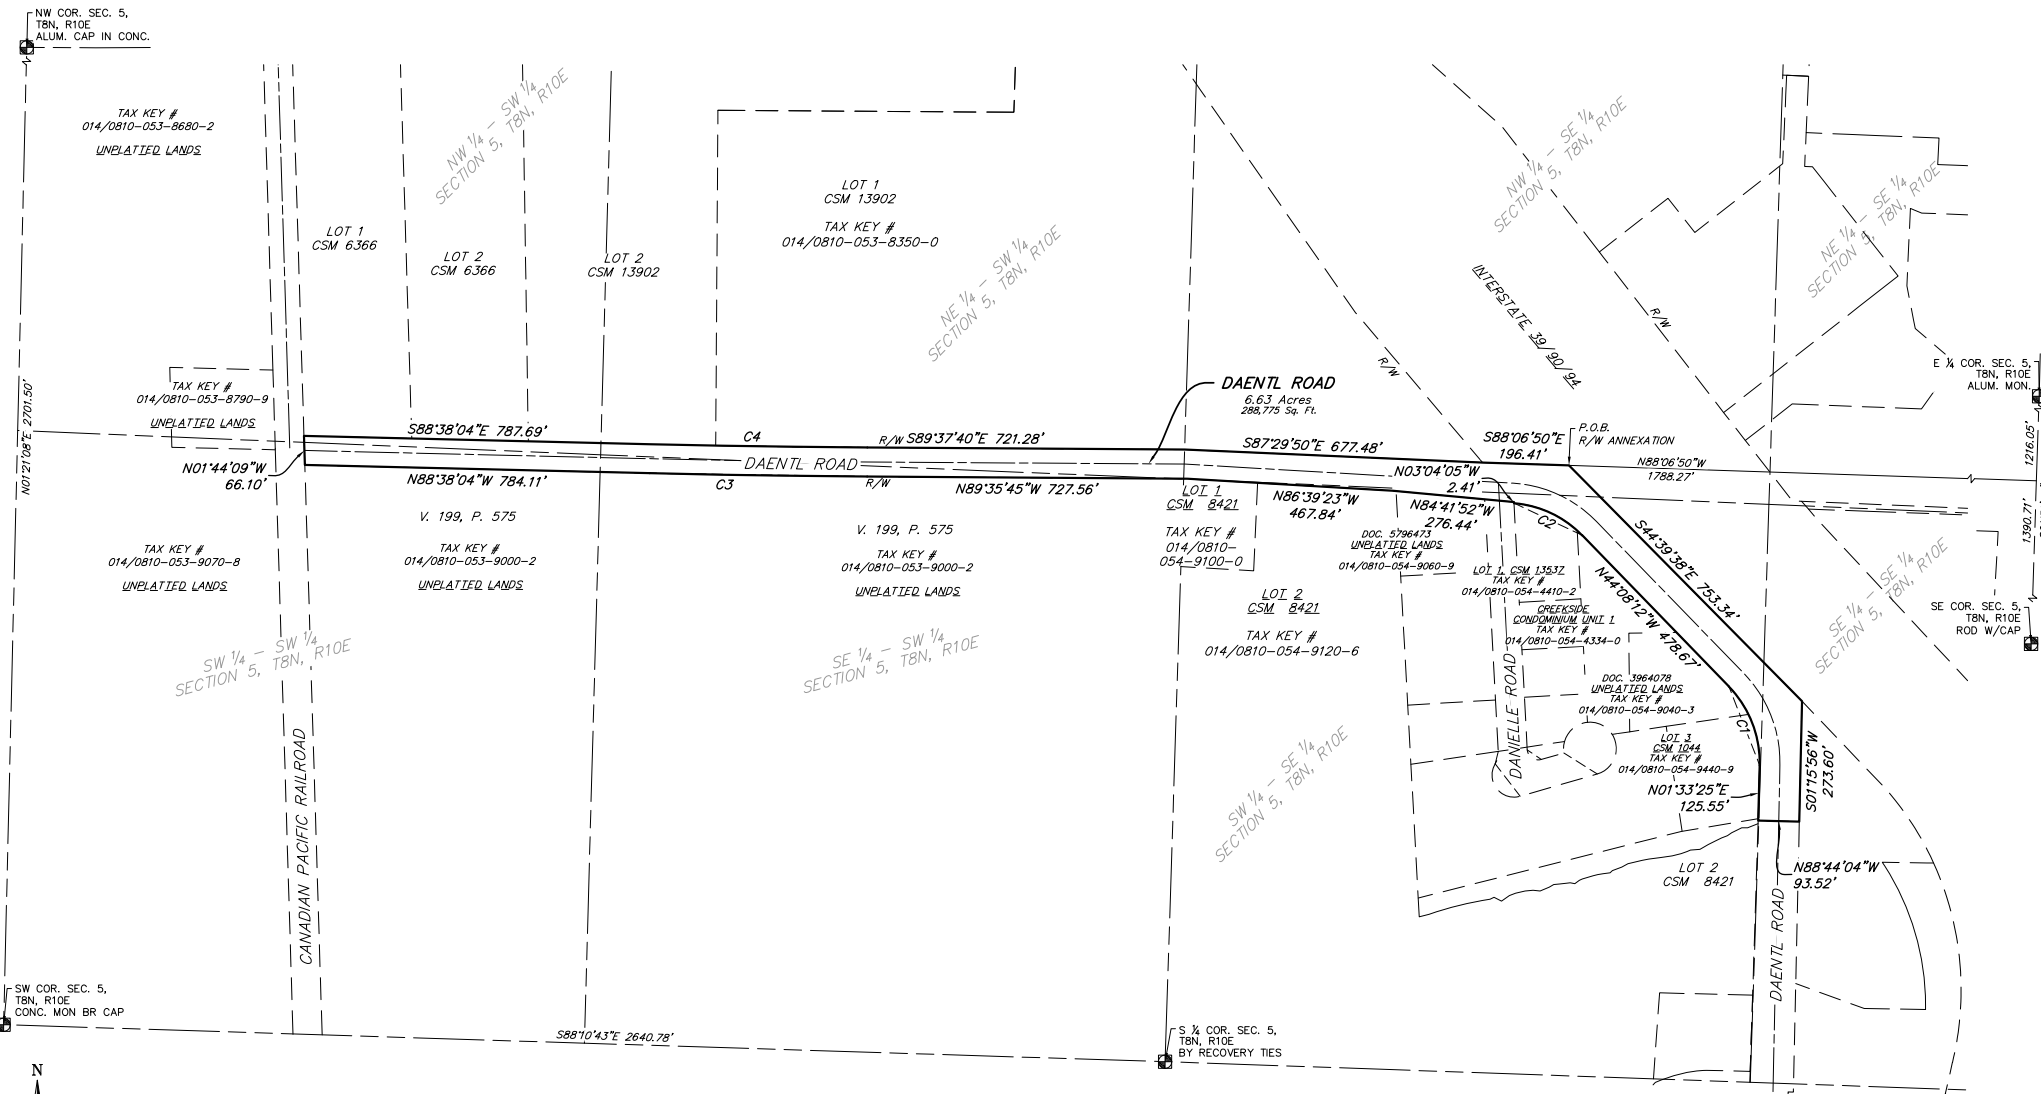 NW COR. SEC. 5,
T8N, R10E
ALUM. CAP IN CONC.
TAX KEY #
014/0810-053-8680-2
UNPLATTED LANDS
NW 1/4 - SW 1/4
SECTION 5, T8N, R10E
LOT 1
CSM 6366
LOT 2
CSM 6366
LOT 2
CSM 13902
LOT 1
CSM 13902
TAX KEY #
014/0810-053-8350-0
NE 1/4 - SW 1/4
SECTION 5, T8N, R10E
NW 1/4 - SE 1/4
SECTION 5, T8N, R10E
NE 1/4 - SE 1/4
SECTION 5, T8N, R10E
INTERSTATE 39/90/94
R/W
R/W
E 1/4 COR. SEC. 5,
T8N, R10E
ALUM. MON.
N01°21'08"E 2701.50'
TAX KEY #
014/0810-053-8790-9
UNPLATTED LANDS
N01°44'09"W
66.10'
S88°38'04"E 787.69'
C4
R/W S89°37'40"E 721.28'
DAENTL ROAD
6.63 Acres
288,775 Sq. Ft.
S87°29'50"E 677.48'
S88°06'50"E
196.41'
P.O.B.
R/W ANNEXATION
N88°06'50"W
1788.27'
1216.05'
1390.71'
DAENTL ROAD
N88°38'04"W 784.11'
C3
R/W
N89°35'45"W 727.56'
LOT 1
CSM 8421
TAX KEY #
014/0810-
054-9100-0
N86°39'23"W
467.84'
N03°04'05"W
2.41'
N84°41'52"W
276.44'
C2
S44°39'38"E 753.34'
N44°08'12"W 478.67'
V. 199, P. 575
TAX KEY #
014/0810-053-9070-8
UNPLATTED LANDS
TAX KEY #
014/0810-053-9000-2
UNPLATTED LANDS
V. 199, P. 575
TAX KEY #
014/0810-053-9000-2
UNPLATTED LANDS
DOC. 5796473
UNPLATTED LANDS
TAX KEY #
014/0810-054-9060-9
LOT 1, CSM 13537
TAX KEY #
014/0810-054-4410-2
CREEKSIDE
CONDOMINIUM UNIT 1
TAX KEY #
014/0810-054-4334-0
LOT 2
CSM 8421
TAX KEY #
014/0810-054-9120-6
DOC. 3964078
UNPLATTED LANDS
TAX KEY #
014/0810-054-9040-3
LOT 3
CSM 1044
TAX KEY #
014/0810-054-9440-9
C1
N01°33'25"E
125.55'
S01°15'56"W
273.60'
N88°44'04"W
93.52'
SE 1/4 - SE 1/4
SECTION 5, T8N, R10E
SE COR. SEC. 5,
T8N, R10E
ROD W/CAP
SW 1/4 - SW 1/4
SECTION 5, T8N, R10E
SE 1/4 - SW 1/4
SECTION 5, T8N, R10E
SW 1/4 - SE 1/4
SECTION 5, T8N, R10E
DANIELLE ROAD
CANADIAN PACIFIC RAILROAD
LOT 2
CSM 8421
DAENTL ROAD
SW COR. SEC. 5,
T8N, R10E
CONC. MON BR CAP
S88°10'43"E 2640.78'
S 1/4 COR. SEC. 5,
T8N, R10E
BY RECOVERY TIES
N